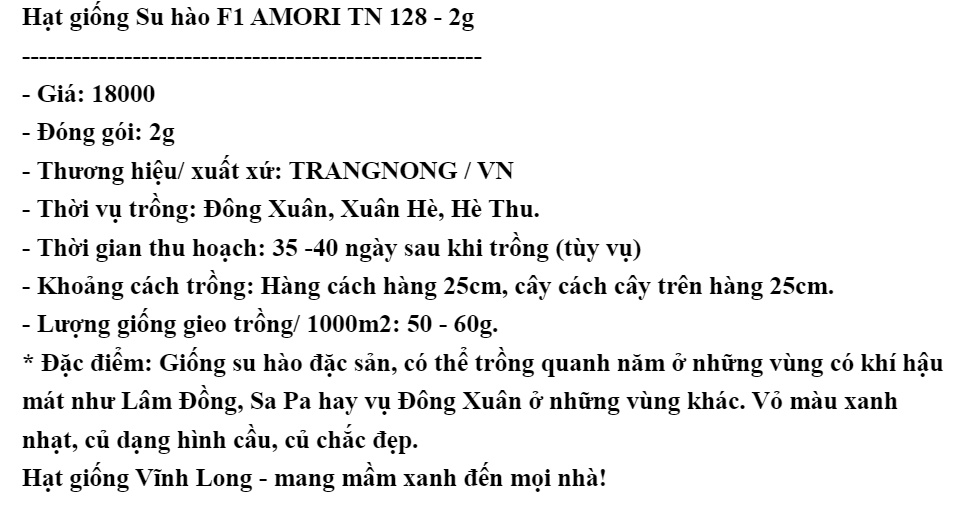 Hạt giống Su hào F1 AMORI TN 128 - 2g
------------------------------------------------------
- Giá: 18000
- Đóng gói: 2g
- Thương hiệu/ xuất xứ: TRANGNONG / VN
- Thời vụ trồng: Đông Xuân, Xuân Hè, Hè Thu.
- Thời gian thu hoạch: 35 -40 ngày sau khi trồng (tùy vụ)
- Khoảng cách trồng: Hàng cách hàng 25cm, cây cách cây trên hàng 25cm.
- Lượng giống gieo trồng/ 1000m2: 50 - 60g.
* Đặc điểm: Giống su hào đặc sản, có thể trồng quanh năm ở những vùng có khí hậu
mát như Lâm Đồng, Sa Pa hay vụ Đông Xuân ở những vùng khác. Vỏ màu xanh
nhạt, củ dạng hình cầu, củ chắc đẹp.
Hạt giống Vĩnh Long - mang mầm xanh đến mọi nhà!